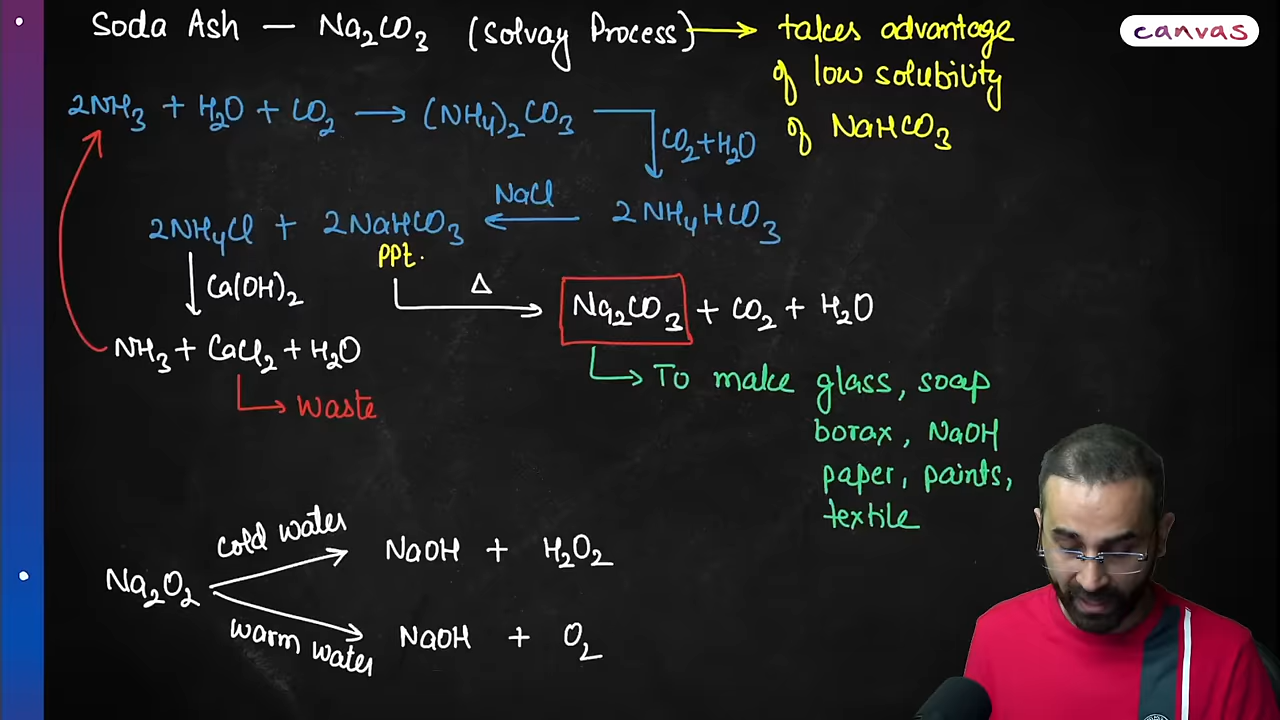 Soda Ash — Na₂CO₃ (Solvay Process) → takes advantage
of low solubility
of NaHCO₃
canvas
2NH₃ + H₂O + CO₂ → (NH₄)₂CO₃
CO₂+H₂O
2NH₄Cl + 2NaHCO₃ ← NaCl 2NH₄HCO₃
ppt.
Ca(OH)₂
Δ → Na₂CO₃ + CO₂ + H₂O
NH₃ + CaCl₂ + H₂O
Waste
To make glass, soap
borax, NaOH
paper, paints,
textile
cold water
NaOH + H₂O₂
Na₂O₂
warm water
NaOH + O₂